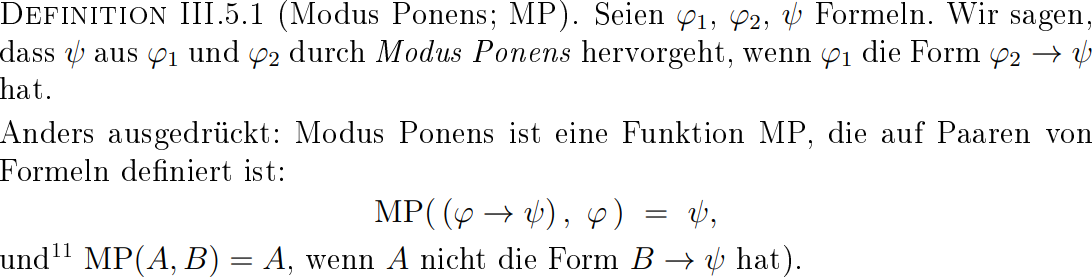 DEFINITION III.5.1 (Modus Ponens; MP). Seien φ₁, φ₂, ψ Formeln. Wir sagen,
dass ψ aus φ₁ und φ₂ durch Modus Ponens hervorgeht, wenn φ₁ die Form φ₂ → ψ
hat.
Anders ausgedrückt: Modus Ponens ist eine Funktion MP, die auf Paaren von
Formeln definiert ist:
MP( (φ → ψ) , φ ) = ψ,
und¹¹ MP(A, B) = A, wenn A nicht die Form B → ψ hat).